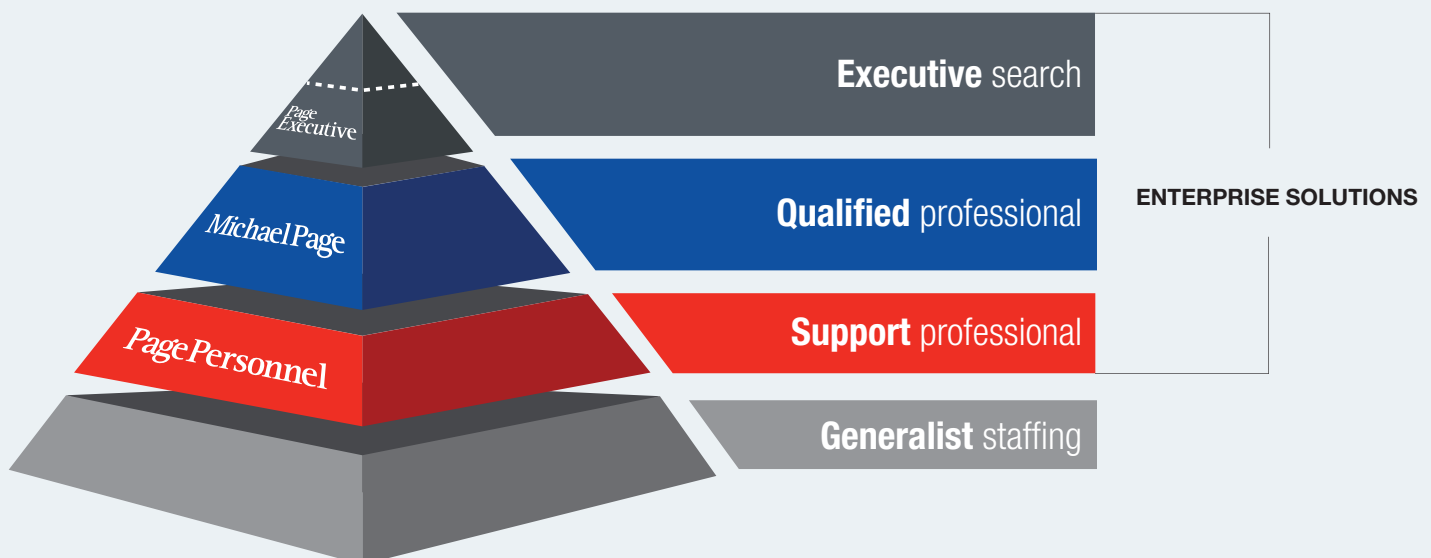 Page
Executive
Executive search
MichaelPage
Qualified professional
ENTERPRISE SOLUTIONS
PagePersonnel
Support professional
Generalist staffing